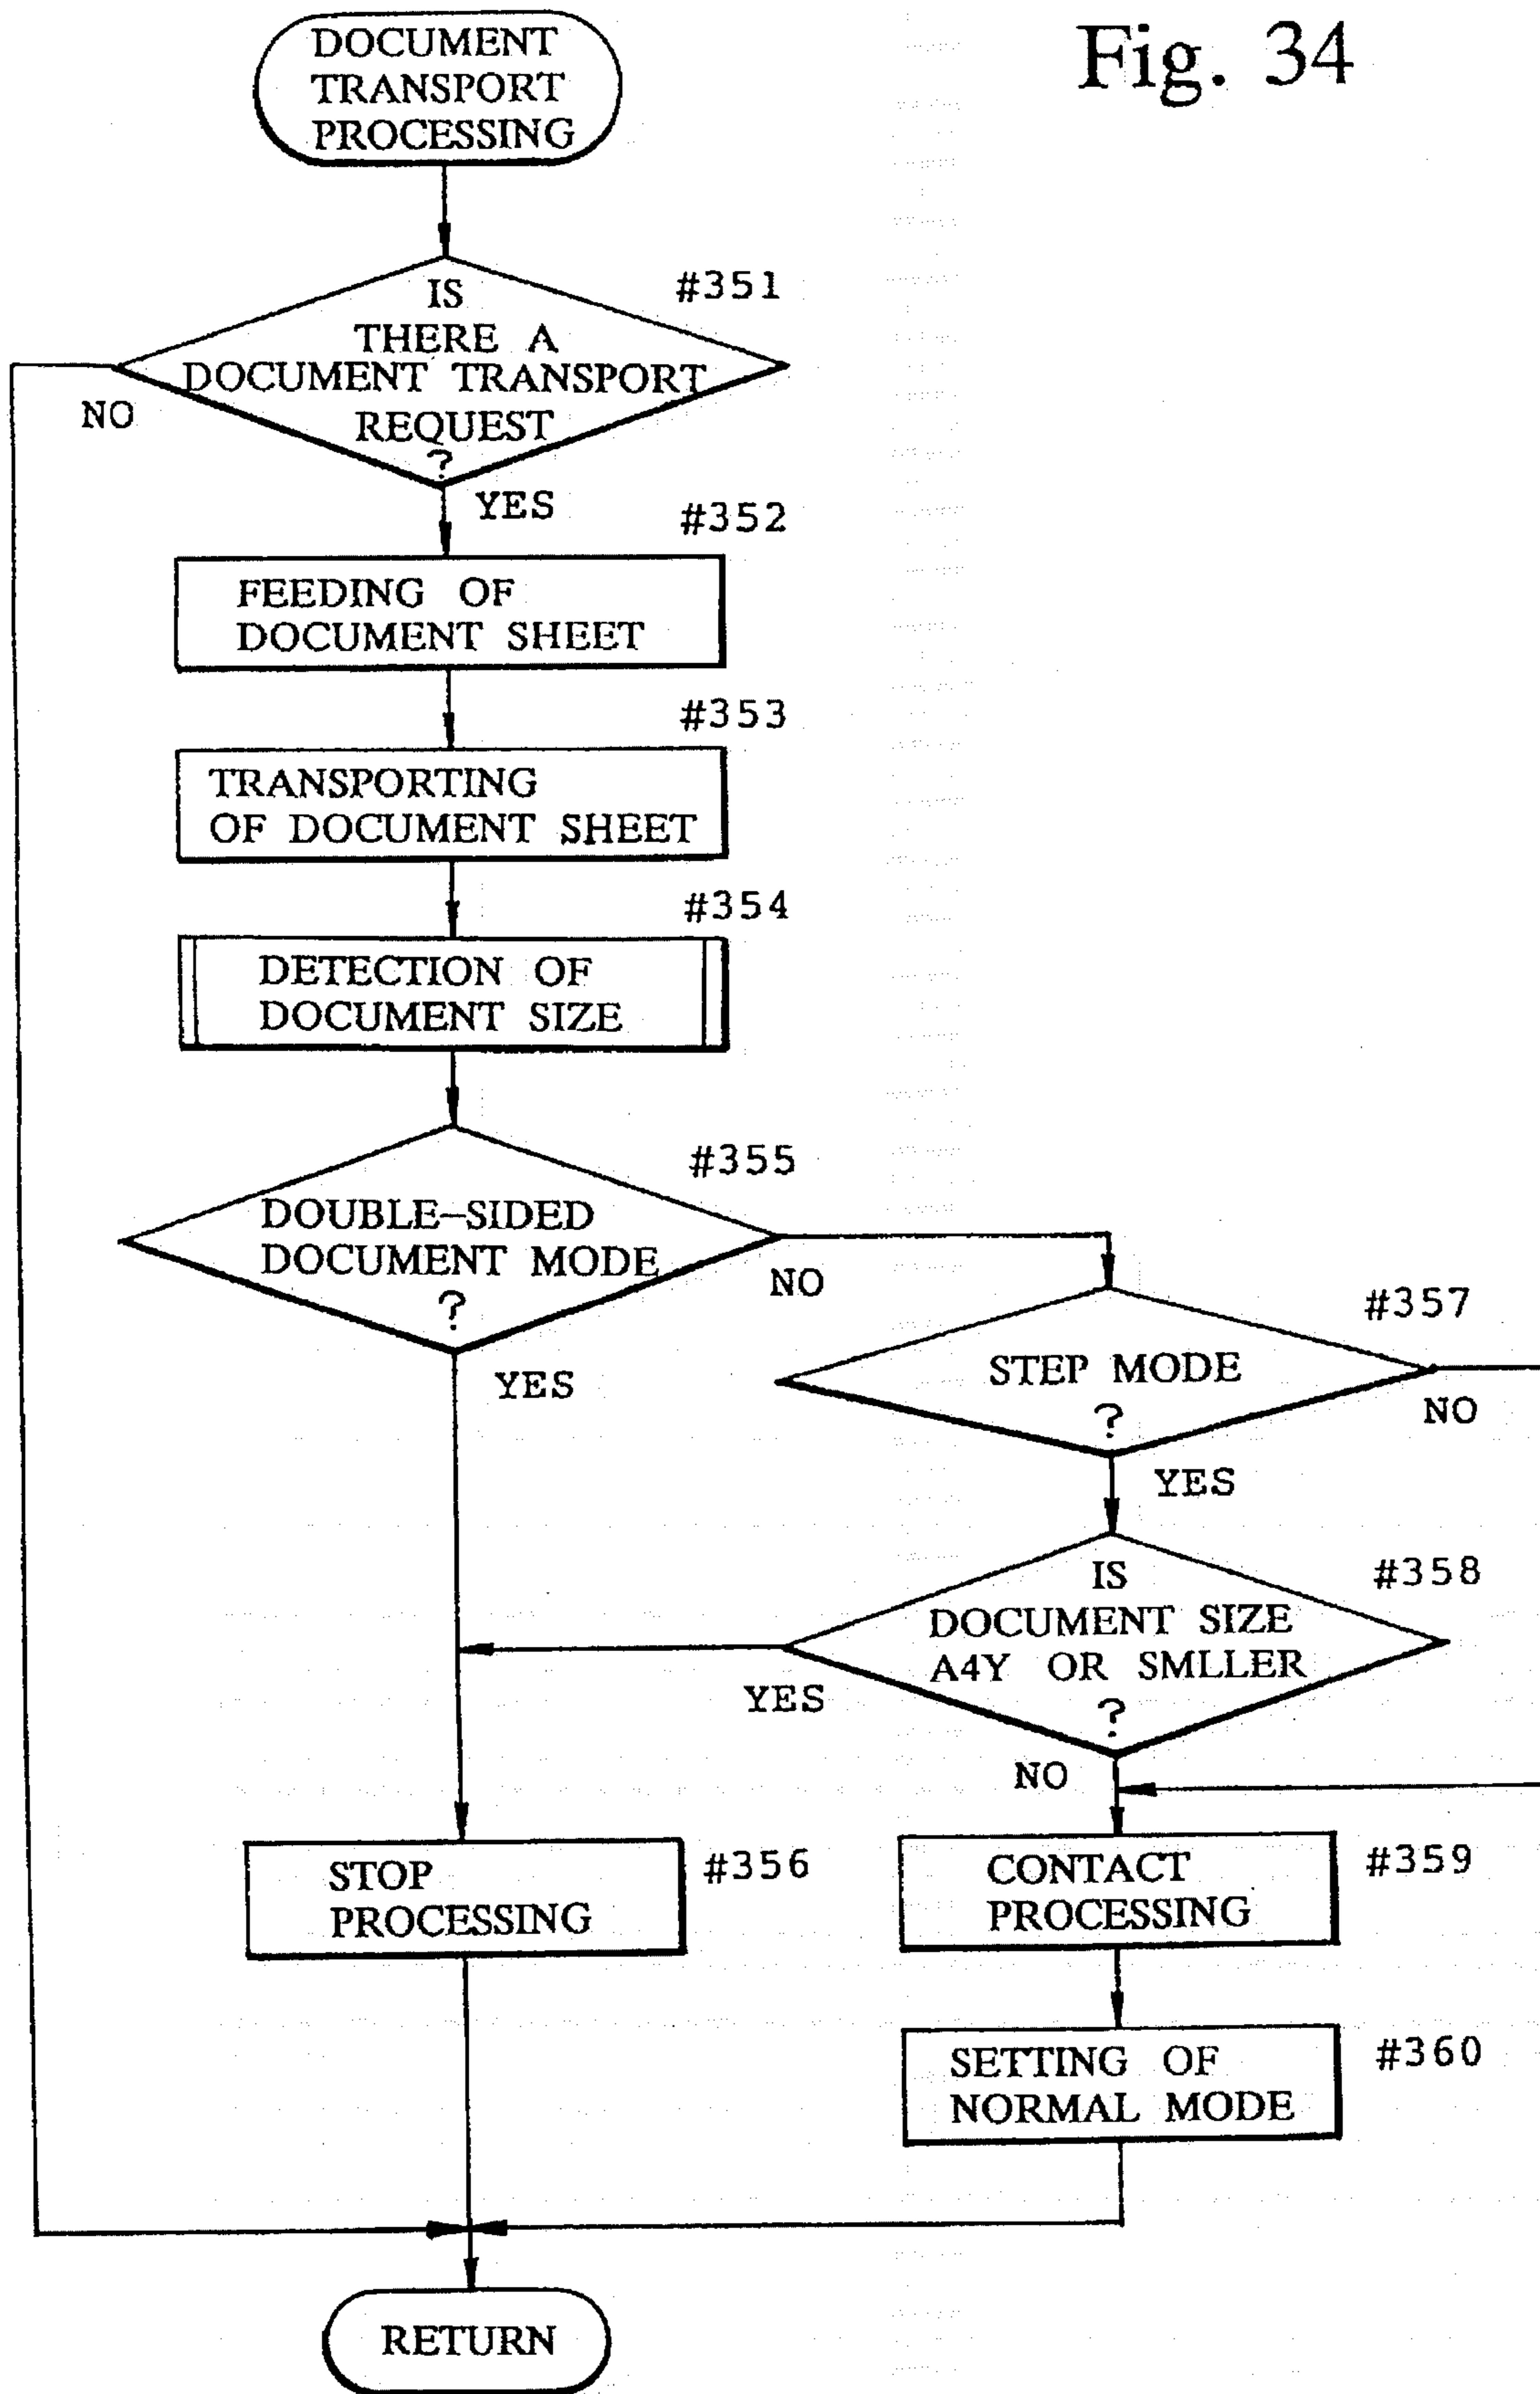 Fig. 34
DOCUMENT
TRANSPORT
PROCESSING
#351
IS
THERE A
DOCUMENT TRANSPORT
REQUEST
?
NO
YES
#352
FEEDING OF
DOCUMENT SHEET
#353
TRANSPORTING
OF DOCUMENT SHEET
#354
DETECTION OF
DOCUMENT SIZE
#355
DOUBLE-SIDED
DOCUMENT MODE
?
NO
YES
#357
STEP MODE
?
NO
YES
#358
IS
DOCUMENT SIZE
A4Y OR SMLLER
?
YES
NO
STOP
PROCESSING
#356
CONTACT
PROCESSING
#359
SETTING OF
NORMAL MODE
#360
RETURN